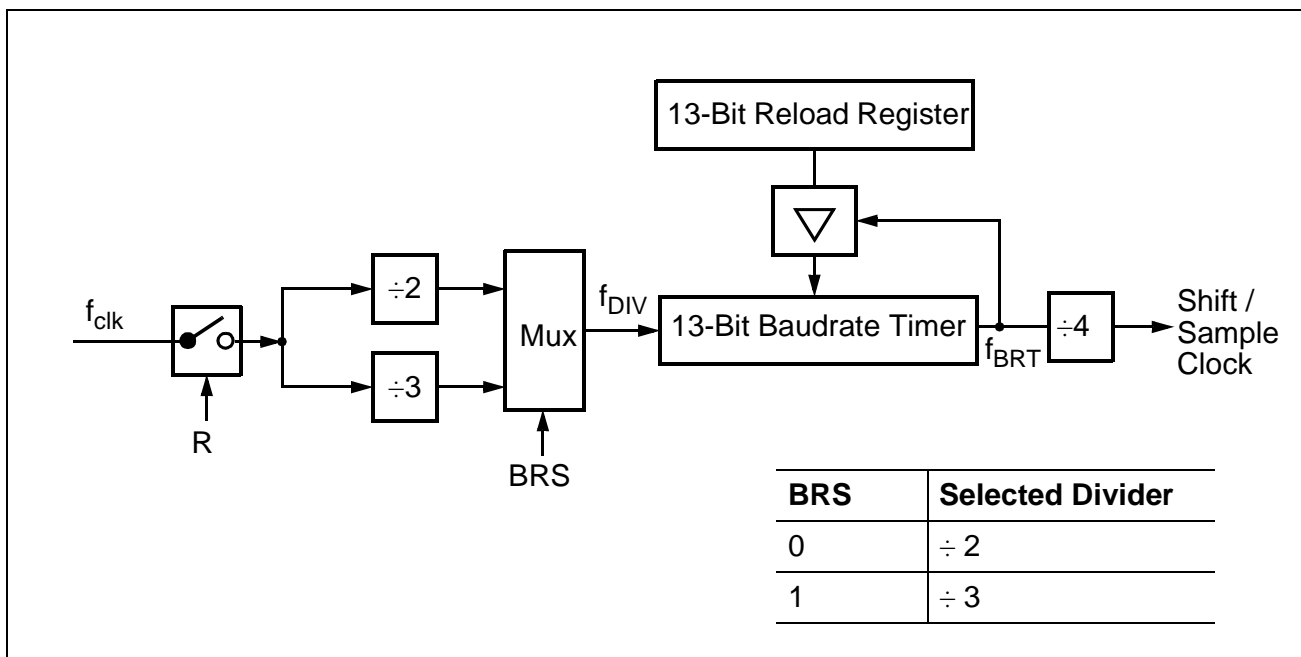 13-Bit Reload Register
÷2
f_clk
f_DIV
Mux
13-Bit Baudrate Timer
f_BRT
÷4
Shift /
Sample
Clock
÷3
R
BRS
BRS Selected Divider
0 ÷ 2
1 ÷ 3